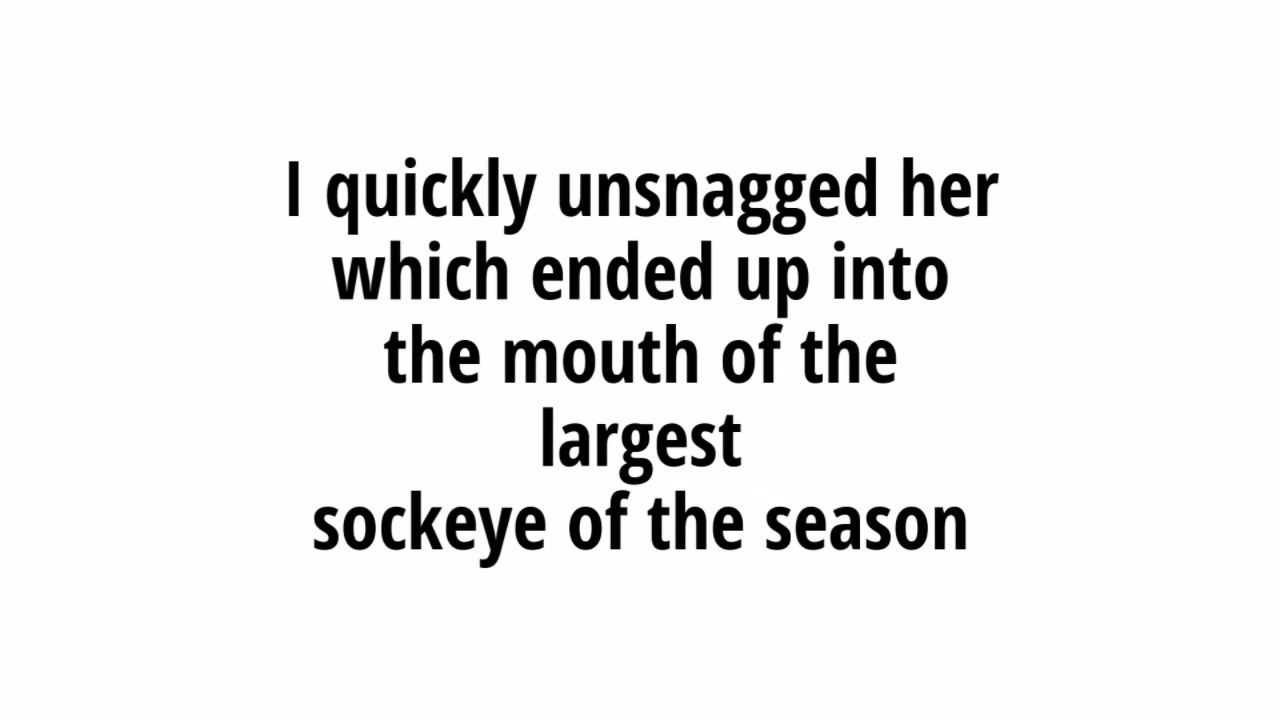 I quickly unsnagged her
which ended up into
the mouth of the
largest
sockeye of the season